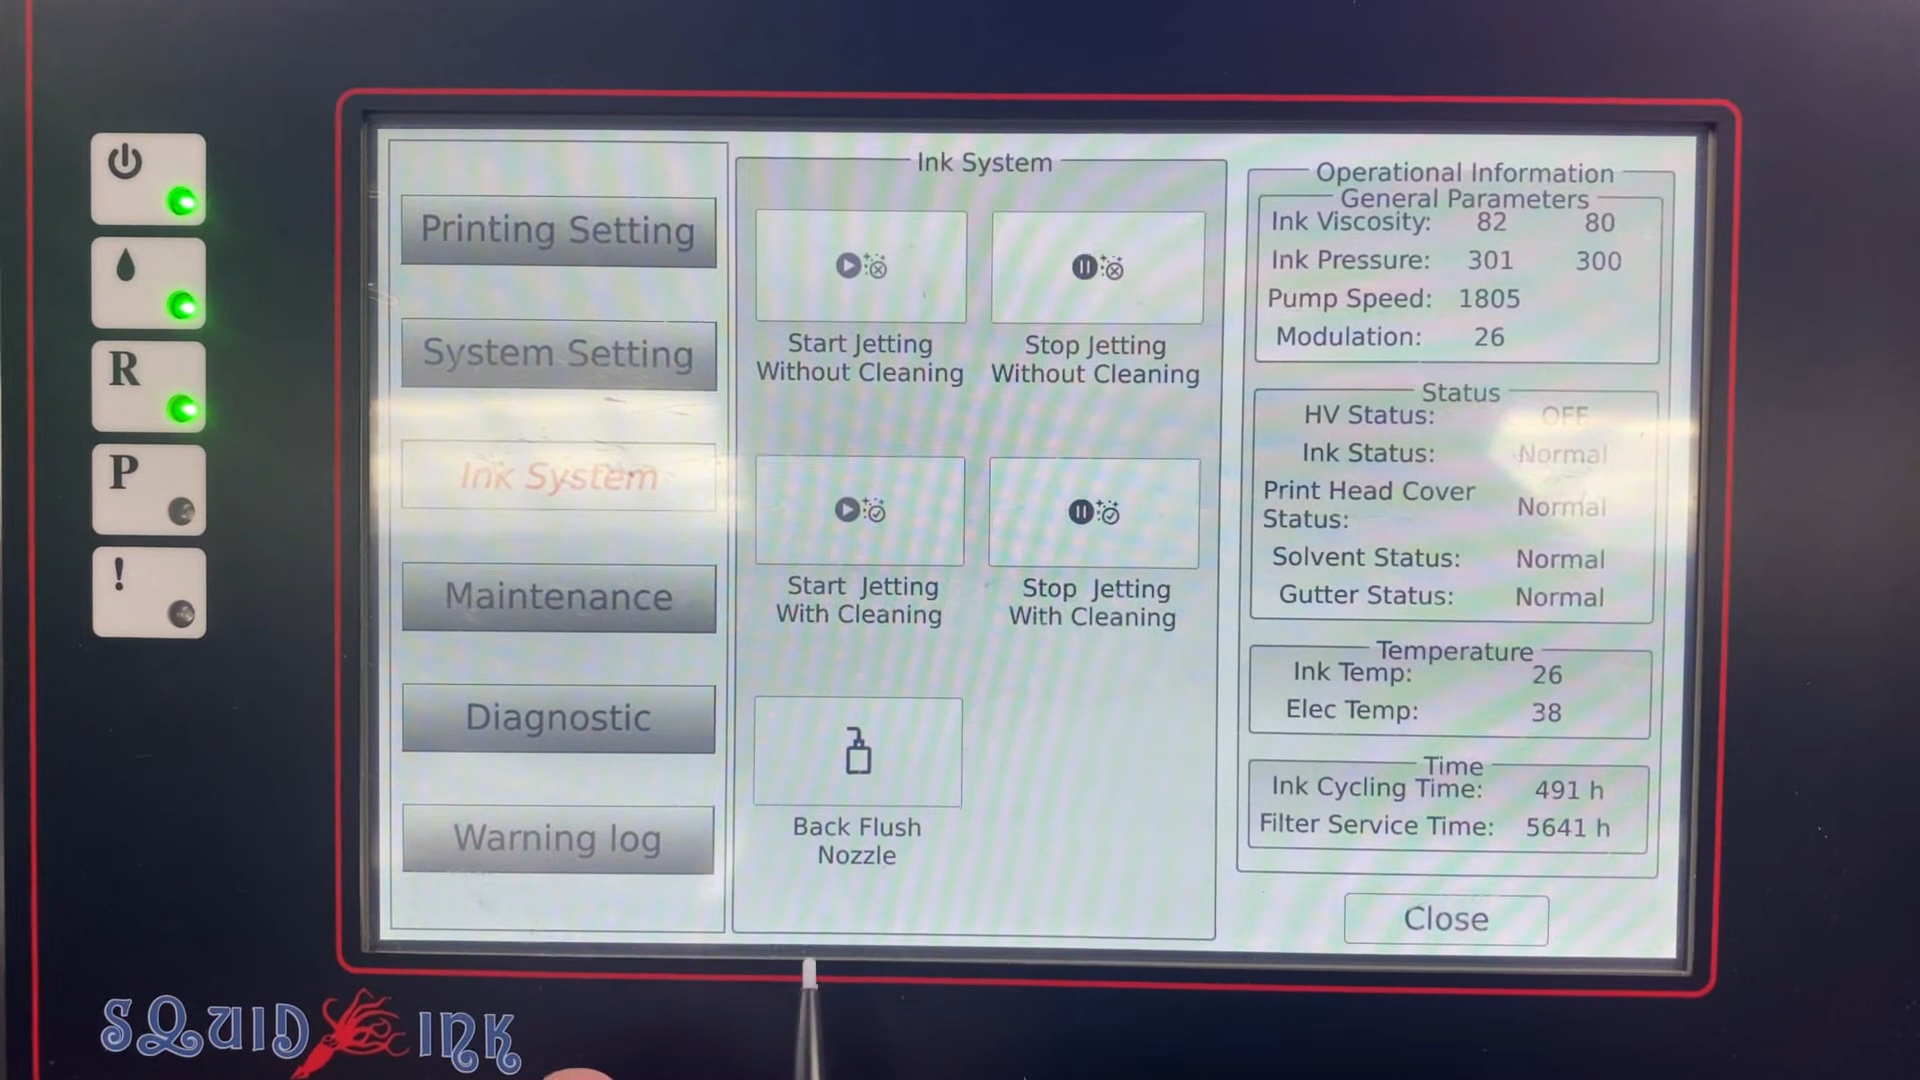 R
P
!
Printing Setting
System Setting
Ink System
Maintenance
Diagnostic
Warning log
Ink System
Start Jetting
Without Cleaning
Stop Jetting
Without Cleaning
Start Jetting
With Cleaning
Stop Jetting
With Cleaning
Back Flush
Nozzle
Operational Information
General Parameters
Ink Viscosity: 82 80
Ink Pressure: 301 300
Pump Speed: 1805
Modulation: 26
Status
HV Status: OFF
Ink Status: Normal
Print Head Cover
Status: Normal
Solvent Status: Normal
Gutter Status: Normal
Temperature
Ink Temp: 26
Elec Temp: 38
Time
Ink Cycling Time: 491 h
Filter Service Time: 5641 h
Close
SQUID INK